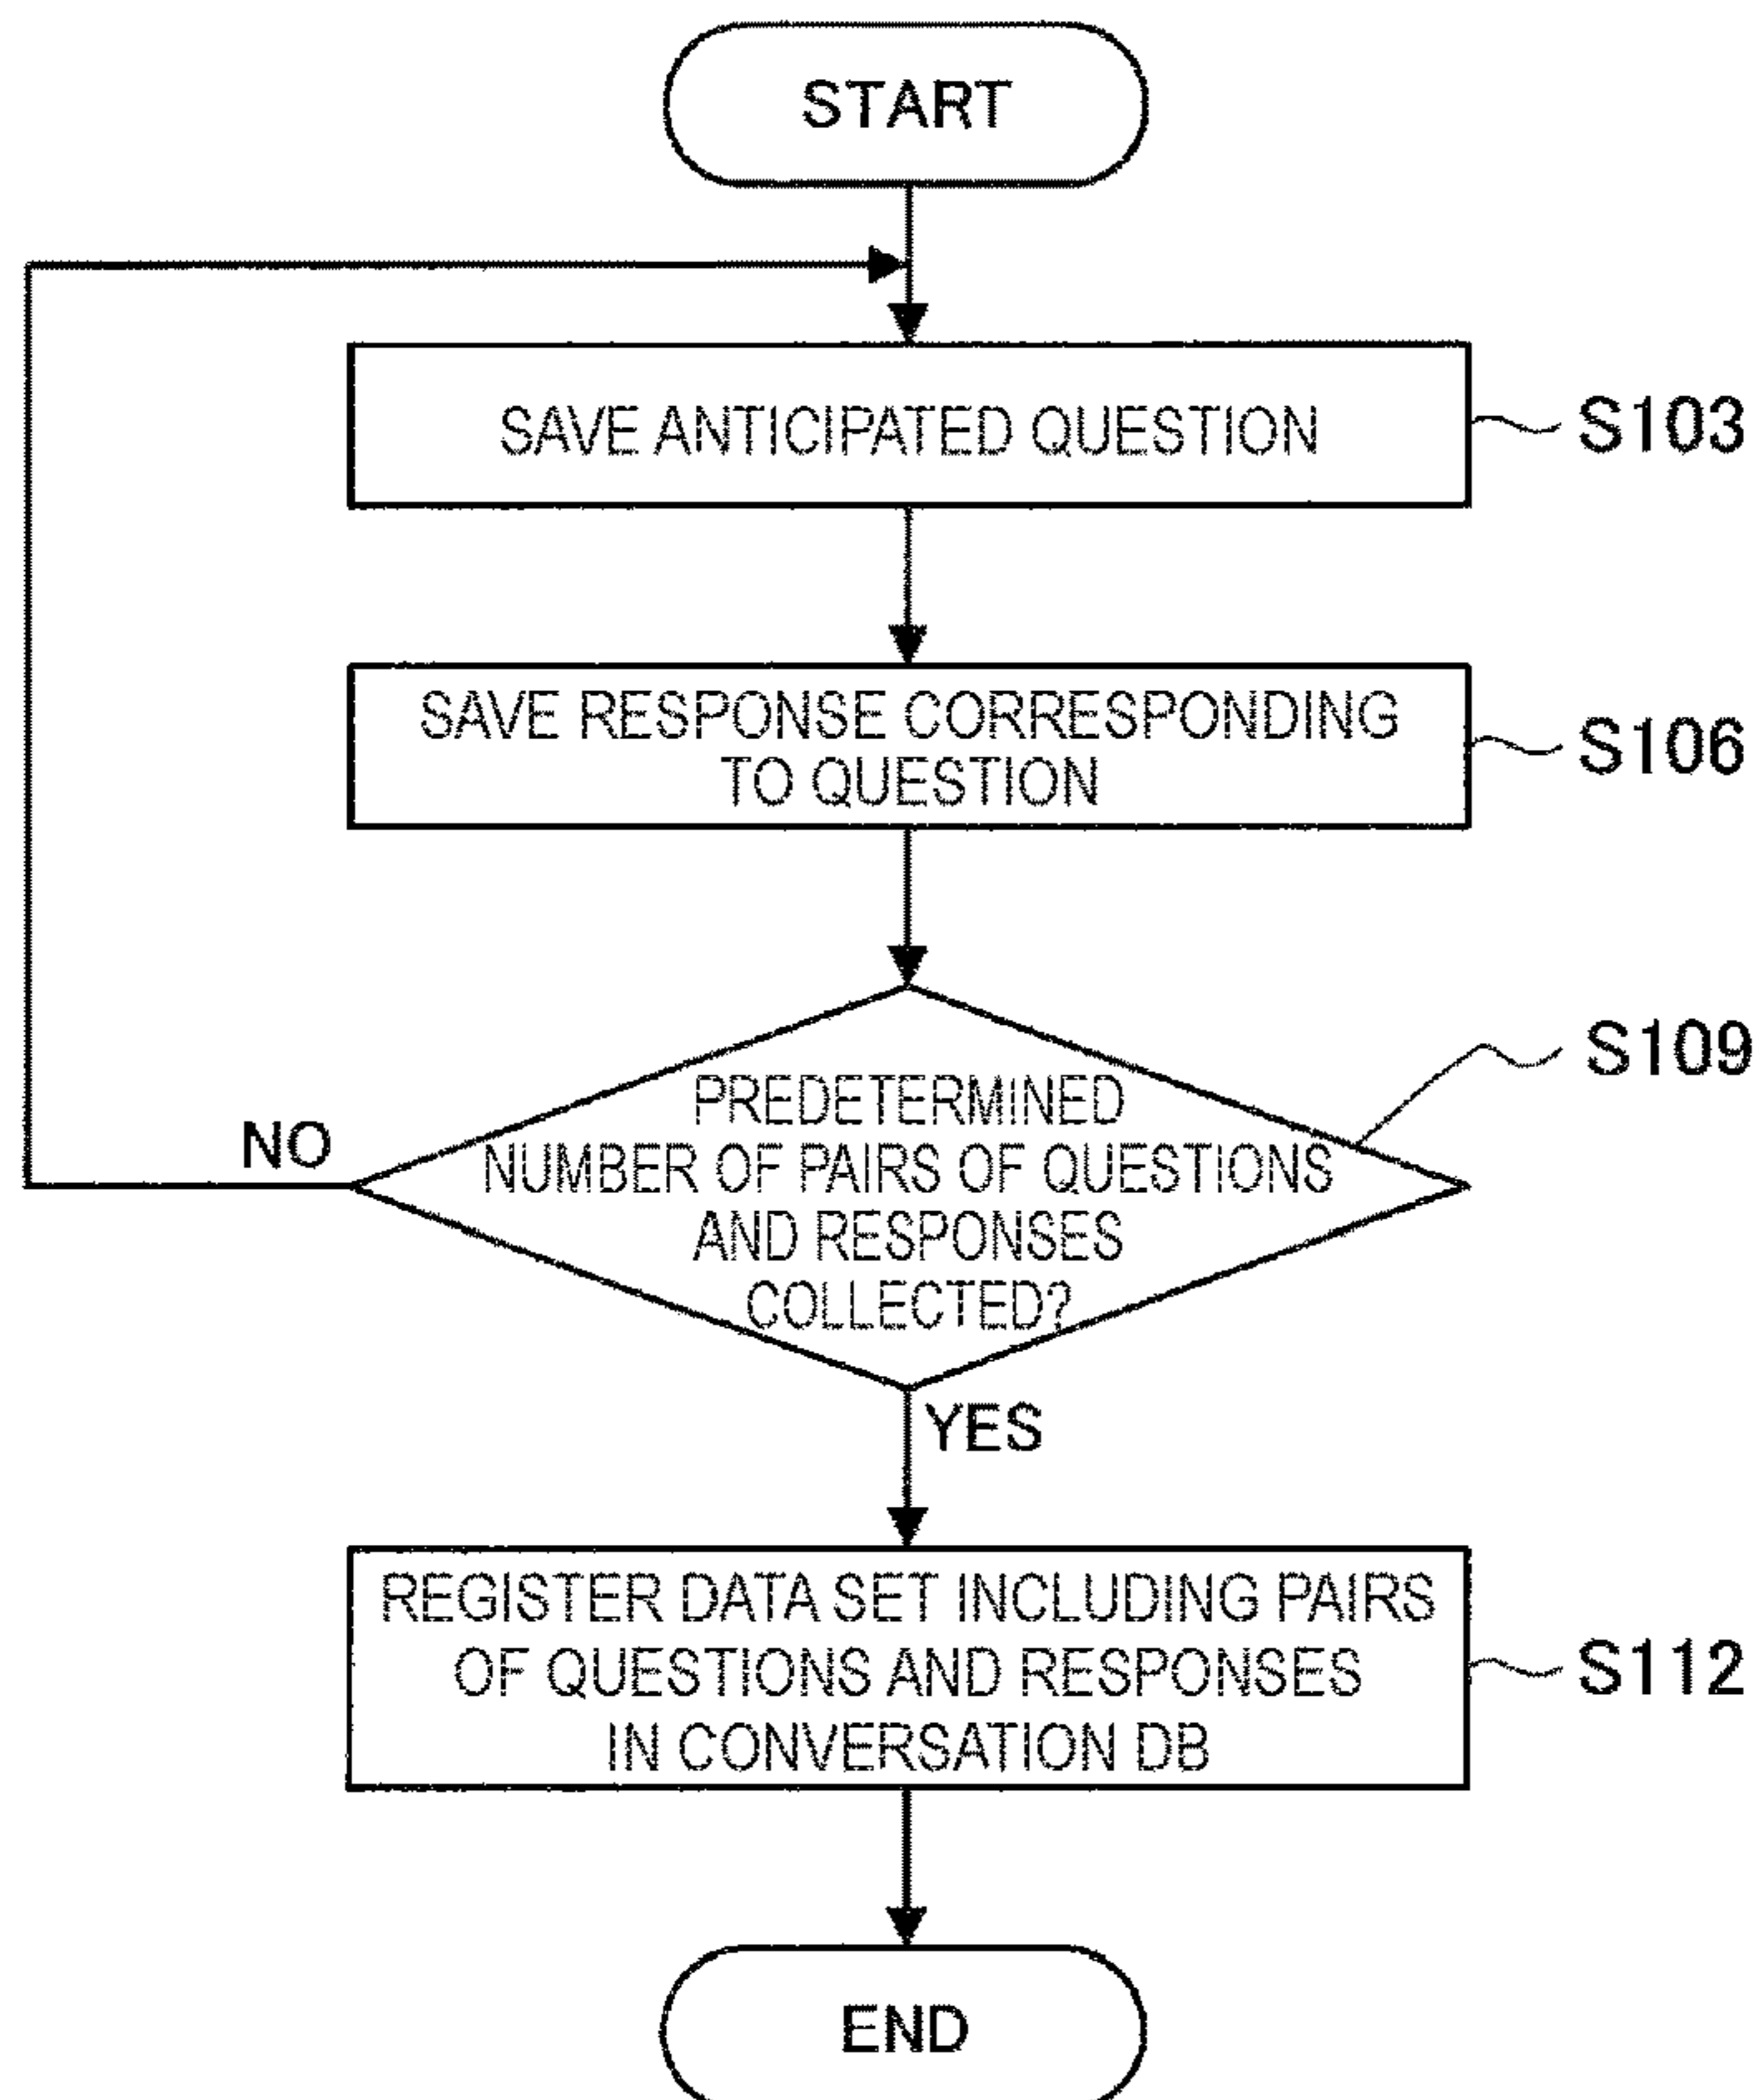 START
SAVE ANTICIPATED QUESTION
S103
SAVE RESPONSE CORRESPONDING
TO QUESTION
S106
S109
PREDETERMINED
NUMBER OF PAIRS OF QUESTIONS
AND RESPONSES
COLLECTED?
NO
YES
REGISTER DATA SET INCLUDING PAIRS
OF QUESTIONS AND RESPONSES
IN CONVERSATION DB
S112
END